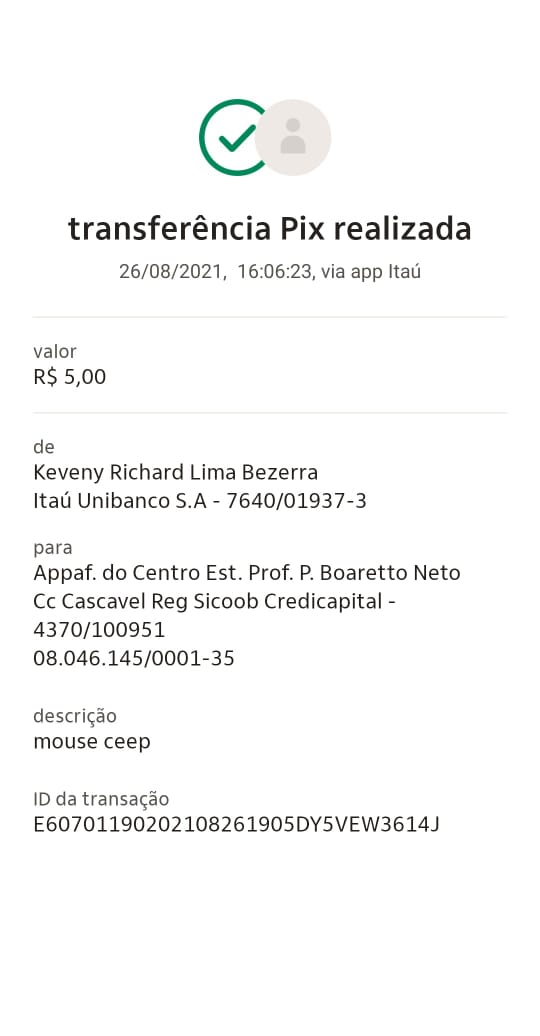 transferência Pix realizada
26/08/2021,  16:06:23, via app Itaú
valor
R$ 5,00
de
Keveny Richard Lima Bezerra
Itaú Unibanco S.A - 7640/01937-3
para
Appaf. do Centro Est. Prof. P. Boaretto Neto
Cc Cascavel Reg Sicoob Credicapital -
4370/100951
08.046.145/0001-35
descrição
mouse ceep
ID da transação
E60701190202108261905DY5VEW3614J